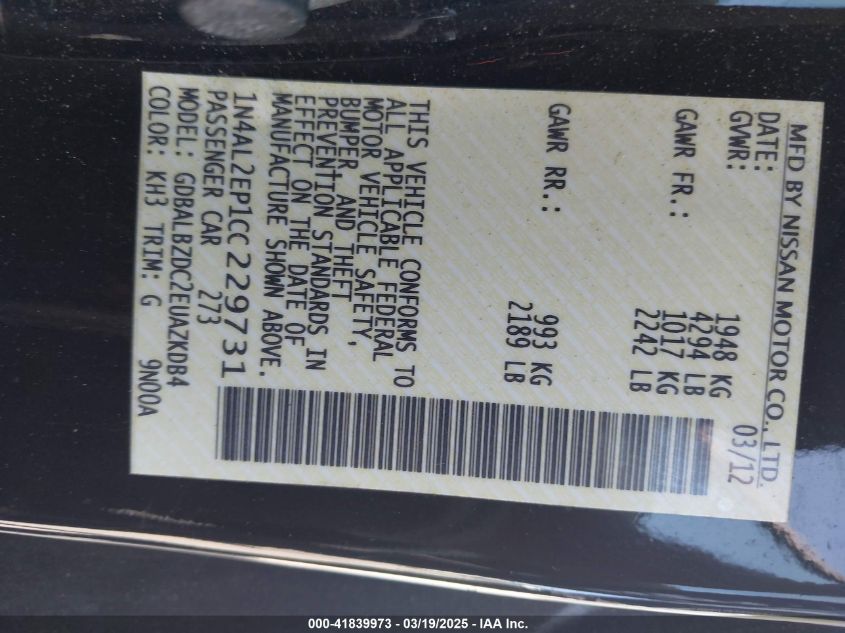 MFD BY NISSAN MOTOR CO., LTD.
DATE: 03/12
GVWR: 1948 KG
4294 LB
GAWR FR.: 1017 KG
2242 LB
GAWR RR.: 993 KG
2189 LB
THIS VEHICLE CONFORMS TO
ALL APPLICABLE FEDERAL
MOTOR VEHICLE SAFETY,
BUMPER, AND THEFT
PREVENTION STANDARDS IN
EFFECT ON THE DATE OF
MANUFACTURE SHOWN ABOVE.
1N4AL2EP1CC229731
PASSENGER CAR 273
MODEL: GDBALBZDC2EUAZKDB4
COLOR: KH3 TRIM: G 9N00A
000-41839973 - 03/19/2025 - IAA Inc.